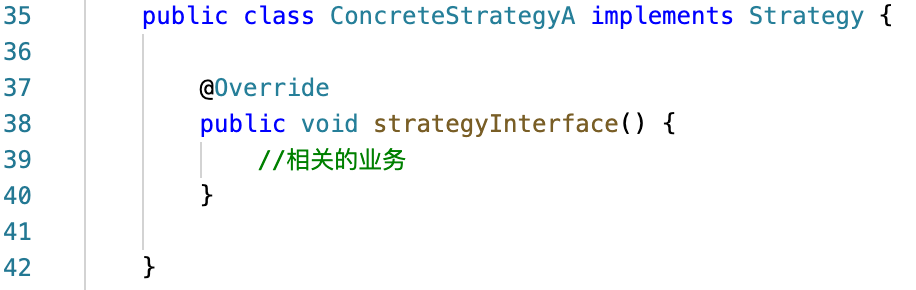 35 public class ConcreteStrategyA implements Strategy {
36
37 @Override
38 public void strategyInterface() {
39 //相关的业务
40 }
41
42 }